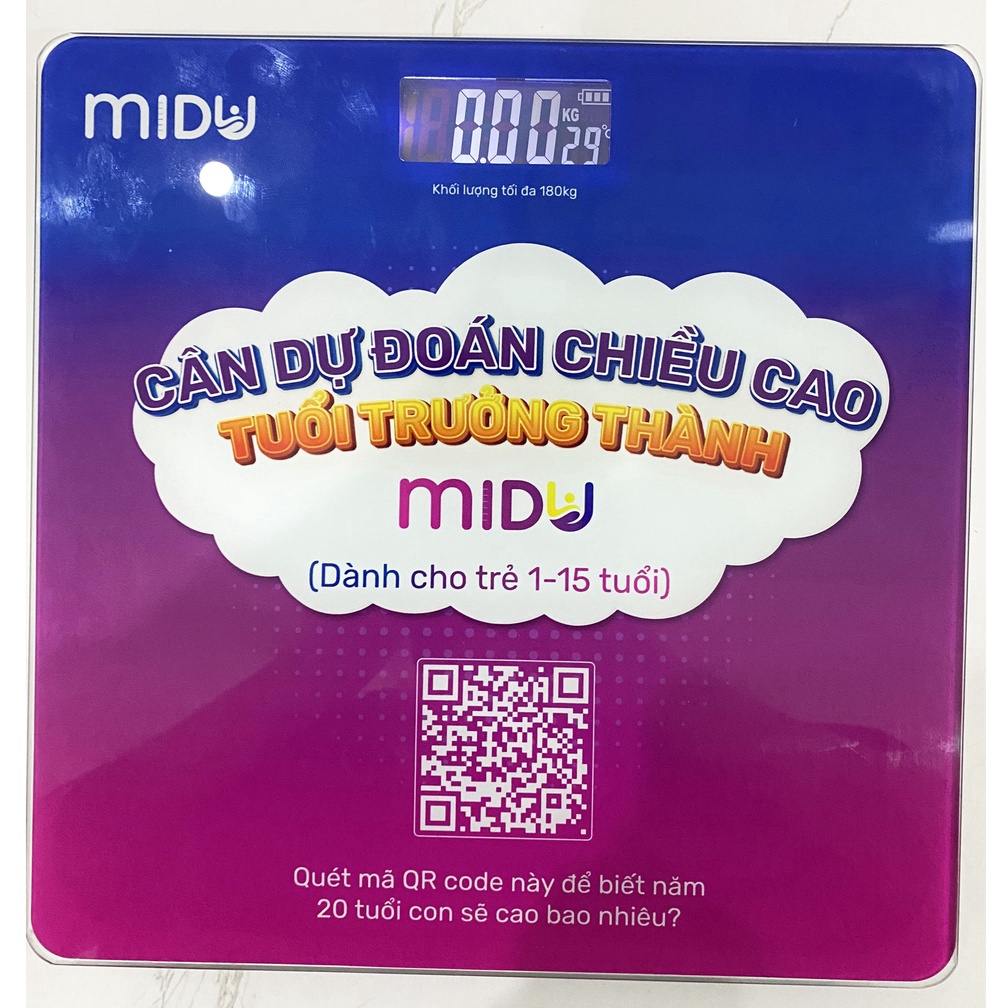 MIDU
0.00 KG
29°C
Khối lượng tối đa 180kg
CÂN DỰ ĐOÁN CHIỀU CAO
TUỔI TRƯỞNG THÀNH
MIDU
(Dành cho trẻ 1-15 tuổi)
Quét mã QR code này để biết năm
20 tuổi con sẽ cao bao nhiêu?